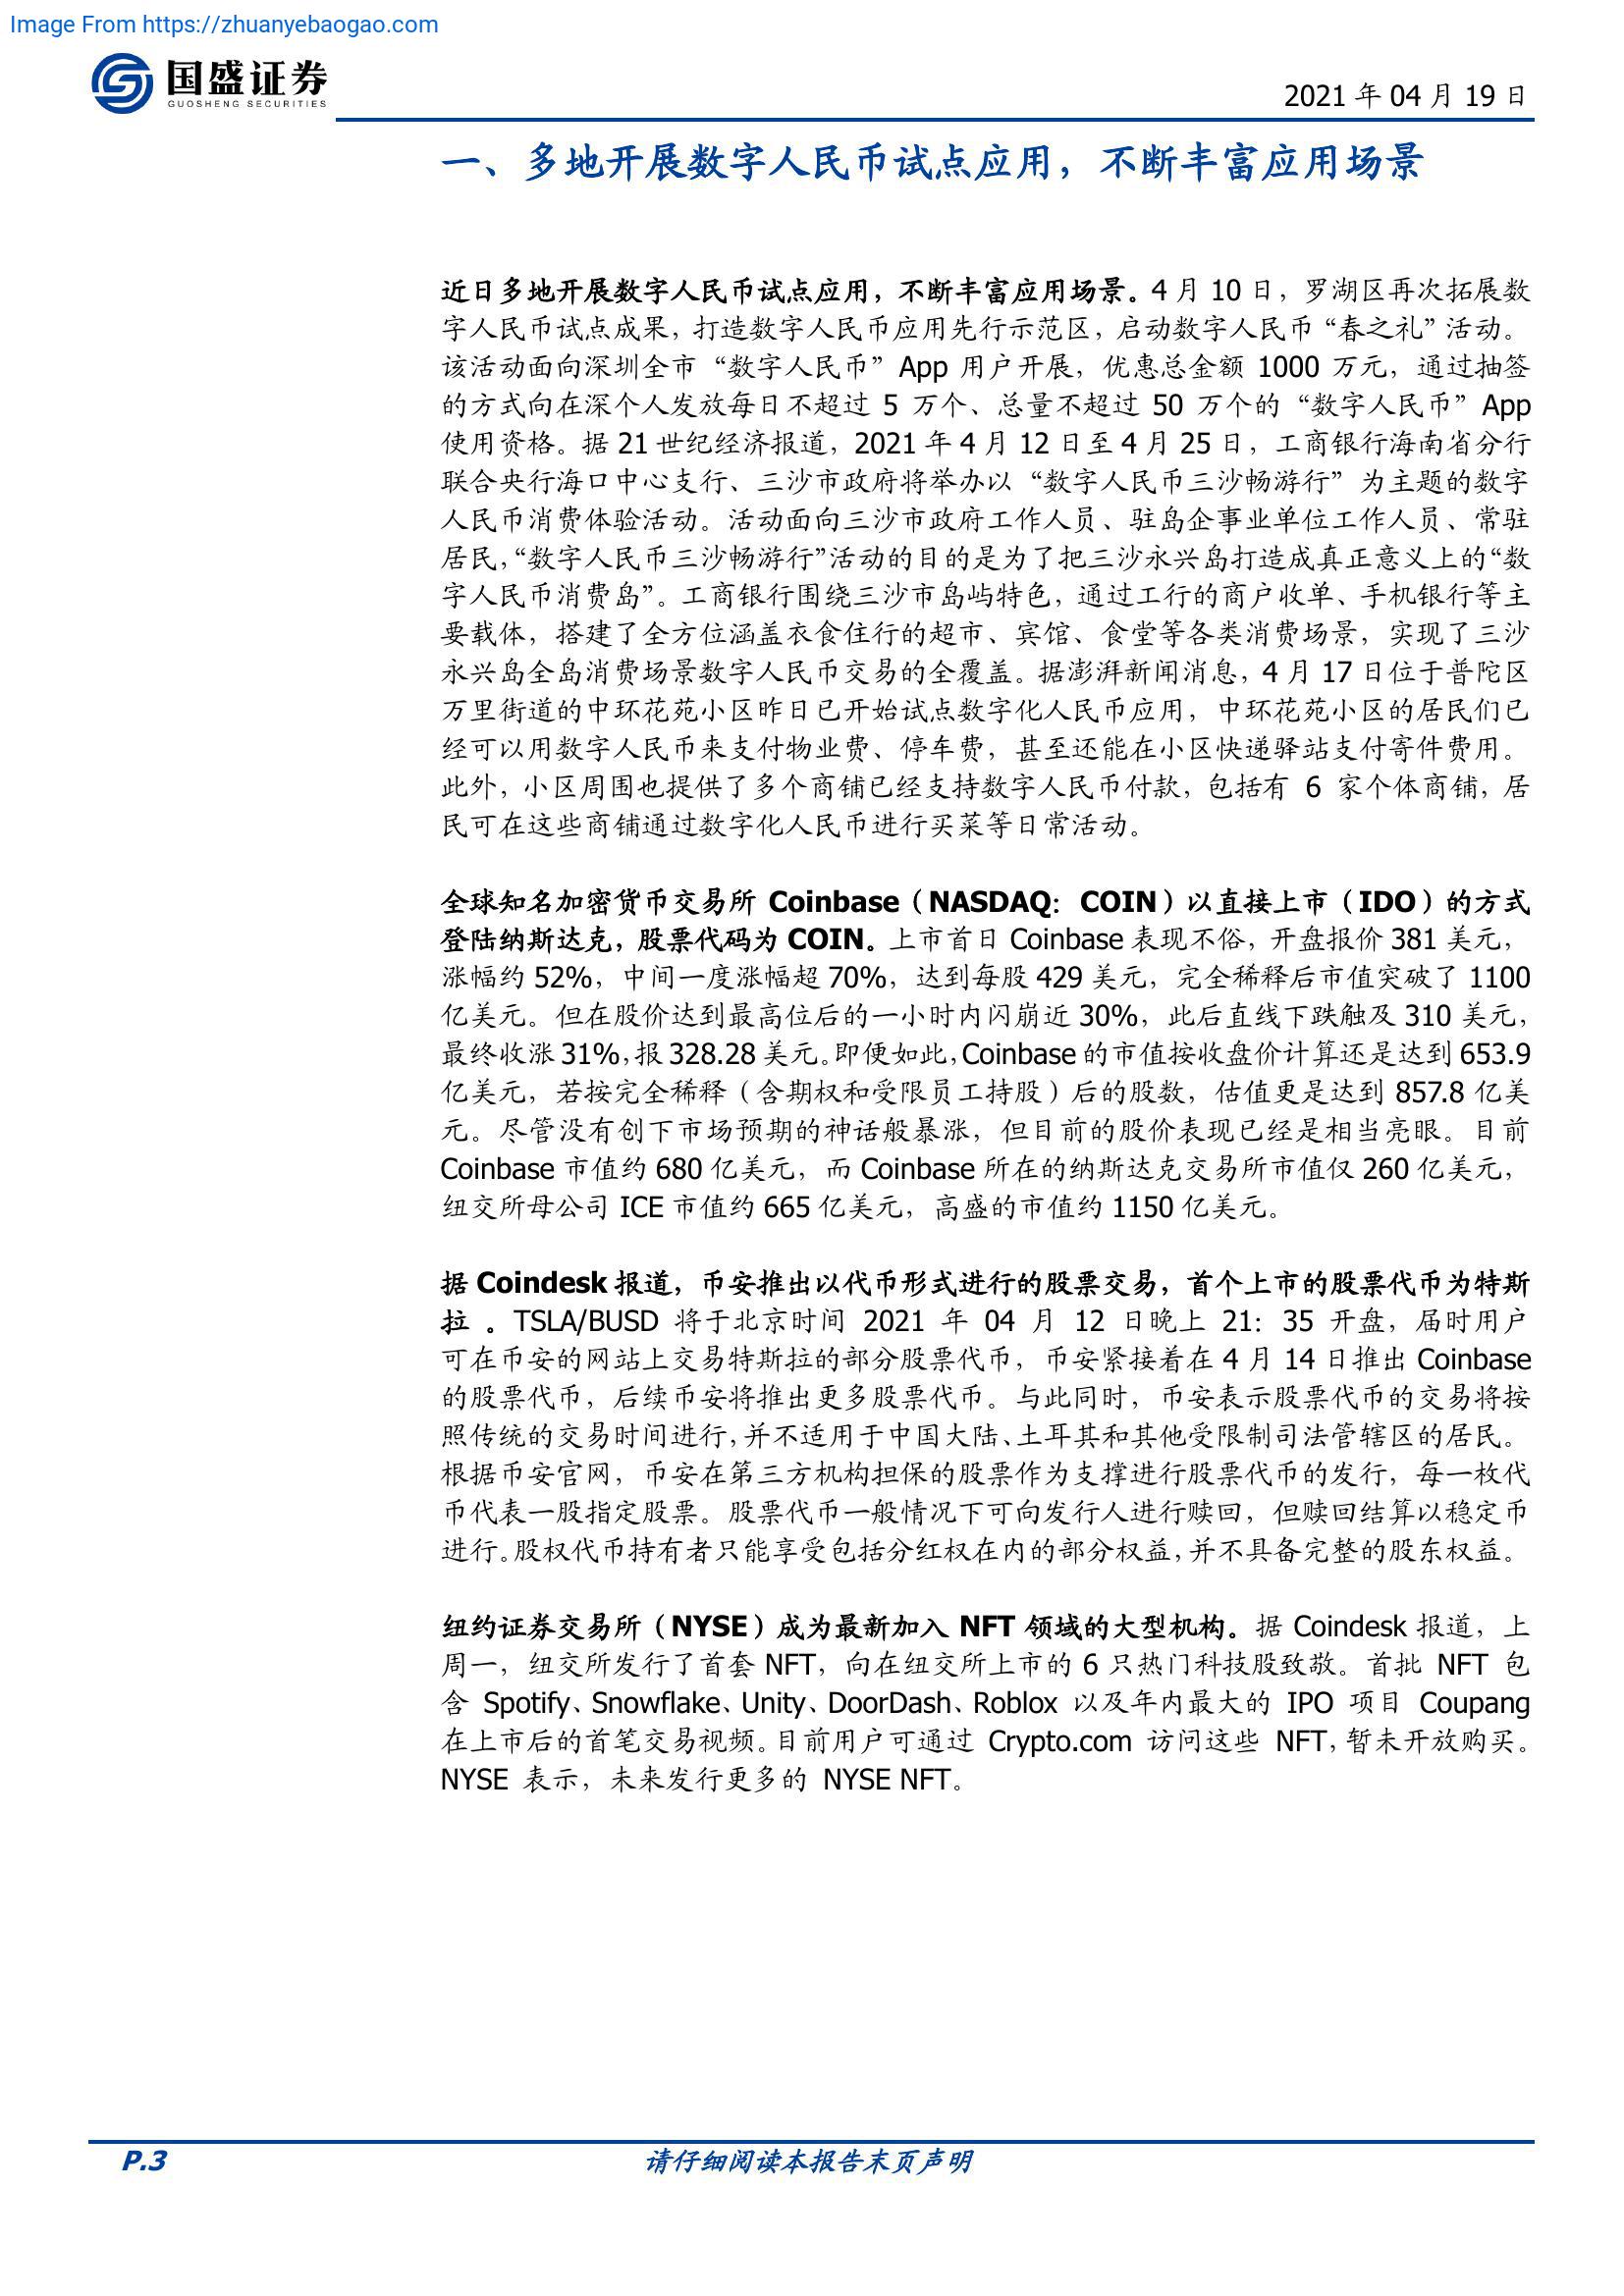 Image From https://zhuanyebaogao.com
国盛证券
GUOSHENG SECURITIES
2021 年 04 月 19 日
一、多地开展数字人民币试点应用，不断丰富应用场景
近日多地开展数字人民币试点应用，不断丰富应用场景。4 月 10 日，罗湖区再次拓展数
字人民币试点成果，打造数字人民币应用先行示范区，启动数字人民币“春之礼”活动。
该活动面向深圳全市“数字人民币”App 用户开展，优惠总金额 1000 万元，通过抽签
的方式向在深个人发放每日不超过 5 万个、总量不超过 50 万个的“数字人民币”App
使用资格。据 21 世纪经济报道，2021 年 4 月 12 日至 4 月 25 日，工商银行海南省分行
联合央行海口中心支行、三沙市政府将举办以“数字人民币三沙畅游行”为主题的数字
人民币消费体验活动。活动面向三沙市政府工作人员、驻岛企事业单位工作人员、常驻
居民，“数字人民币三沙畅游行”活动的目的是为了把三沙永兴岛打造成真正意义上的“数
字人民币消费岛”。工商银行围绕三沙市岛屿特色，通过工行的商户收单、手机银行等主
要载体，搭建了全方位涵盖衣食住行的超市、宾馆、食堂等各类消费场景，实现了三沙
永兴岛全岛消费场景数字人民币交易的全覆盖。据澎湃新闻消息，4 月 17 日位于普陀区
万里街道的中环花苑小区昨日已开始试点数字化人民币应用，中环花苑小区的居民们已
经可以用数字人民币来支付物业费、停车费，甚至还能在小区快递驿站支付寄件费用。
此外，小区周围也提供了多个商铺已经支持数字人民币付款，包括有 6 家个体商铺，居
民可在这些商铺通过数字化人民币进行买菜等日常活动。
全球知名加密货币交易所 Coinbase（NASDAQ：COIN）以直接上市（IDO）的方式
登陆纳斯达克，股票代码为 COIN。上市首日 Coinbase 表现不俗，开盘报价 381 美元，
涨幅约 52%，中间一度涨幅超 70%，达到每股 429 美元，完全稀释后市值突破了 1100
亿美元。但在股价达到最高位后的一小时内闪崩近 30%，此后直线下跌触及 310 美元，
最终收涨 31%，报 328.28 美元。即便如此，Coinbase 的市值按收盘价计算还是达到 653.9
亿美元，若按完全稀释（含期权和受限员工持股）后的股数，估值更是达到 857.8 亿美
元。尽管没有创下市场预期的神话般暴涨，但目前的股价表现已经是相当亮眼。目前
Coinbase 市值约 680 亿美元，而 Coinbase 所在的纳斯达克交易所市值仅 260 亿美元，
纽交所母公司 ICE 市值约 665 亿美元，高盛的市值约 1150 亿美元。
据 Coindesk 报道，币安推出以代币形式进行的股票交易，首个上市的股票代币为特斯
拉 。TSLA/BUSD 将于北京时间 2021 年 04 月 12 日晚上 21：35 开盘，届时用户
可在币安的网站上交易特斯拉的部分股票代币，币安紧接着在 4 月 14 日推出 Coinbase
的股票代币，后续币安将推出更多股票代币。与此同时，币安表示股票代币的交易将按
照传统的交易时间进行，并不适用于中国大陆、土耳其和其他受限制司法管辖区的居民。
根据币安官网，币安在第三方机构担保的股票作为支撑进行股票代币的发行，每一枚代
币代表一股指定股票。股票代币一般情况下可向发行人进行赎回，但赎回结算以稳定币
进行。股权代币持有者只能享受包括分红权在内的部分权益，并不具备完整的股东权益。
纽约证券交易所（NYSE）成为最新加入 NFT 领域的大型机构。据 Coindesk 报道，上
周一，纽交所发行了首套 NFT，向在纽交所上市的 6 只热门科技股致敬。首批 NFT 包
含 Spotify、Snowflake、Unity、DoorDash、Roblox 以及年内最大的 IPO 项目 Coupang
在上市后的首笔交易视频。目前用户可通过 Crypto.com 访问这些 NFT，暂未开放购买。
NYSE 表示，未来发行更多的 NYSE NFT。
P.3
请仔细阅读本报告末页声明